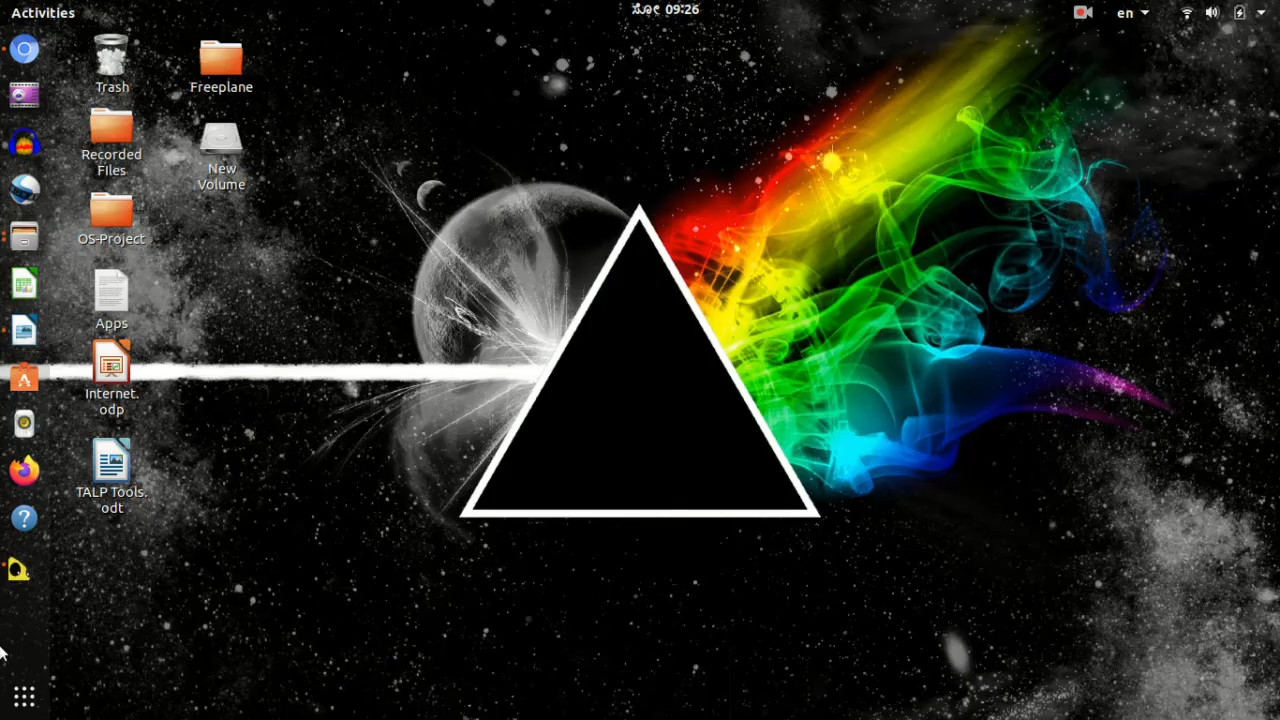 Activities
09:26
en
Trash
Freeplane
Recorded
Files
New
Volume
OS-Project
Apps
Internet.
odp
TALP Tools.
odt